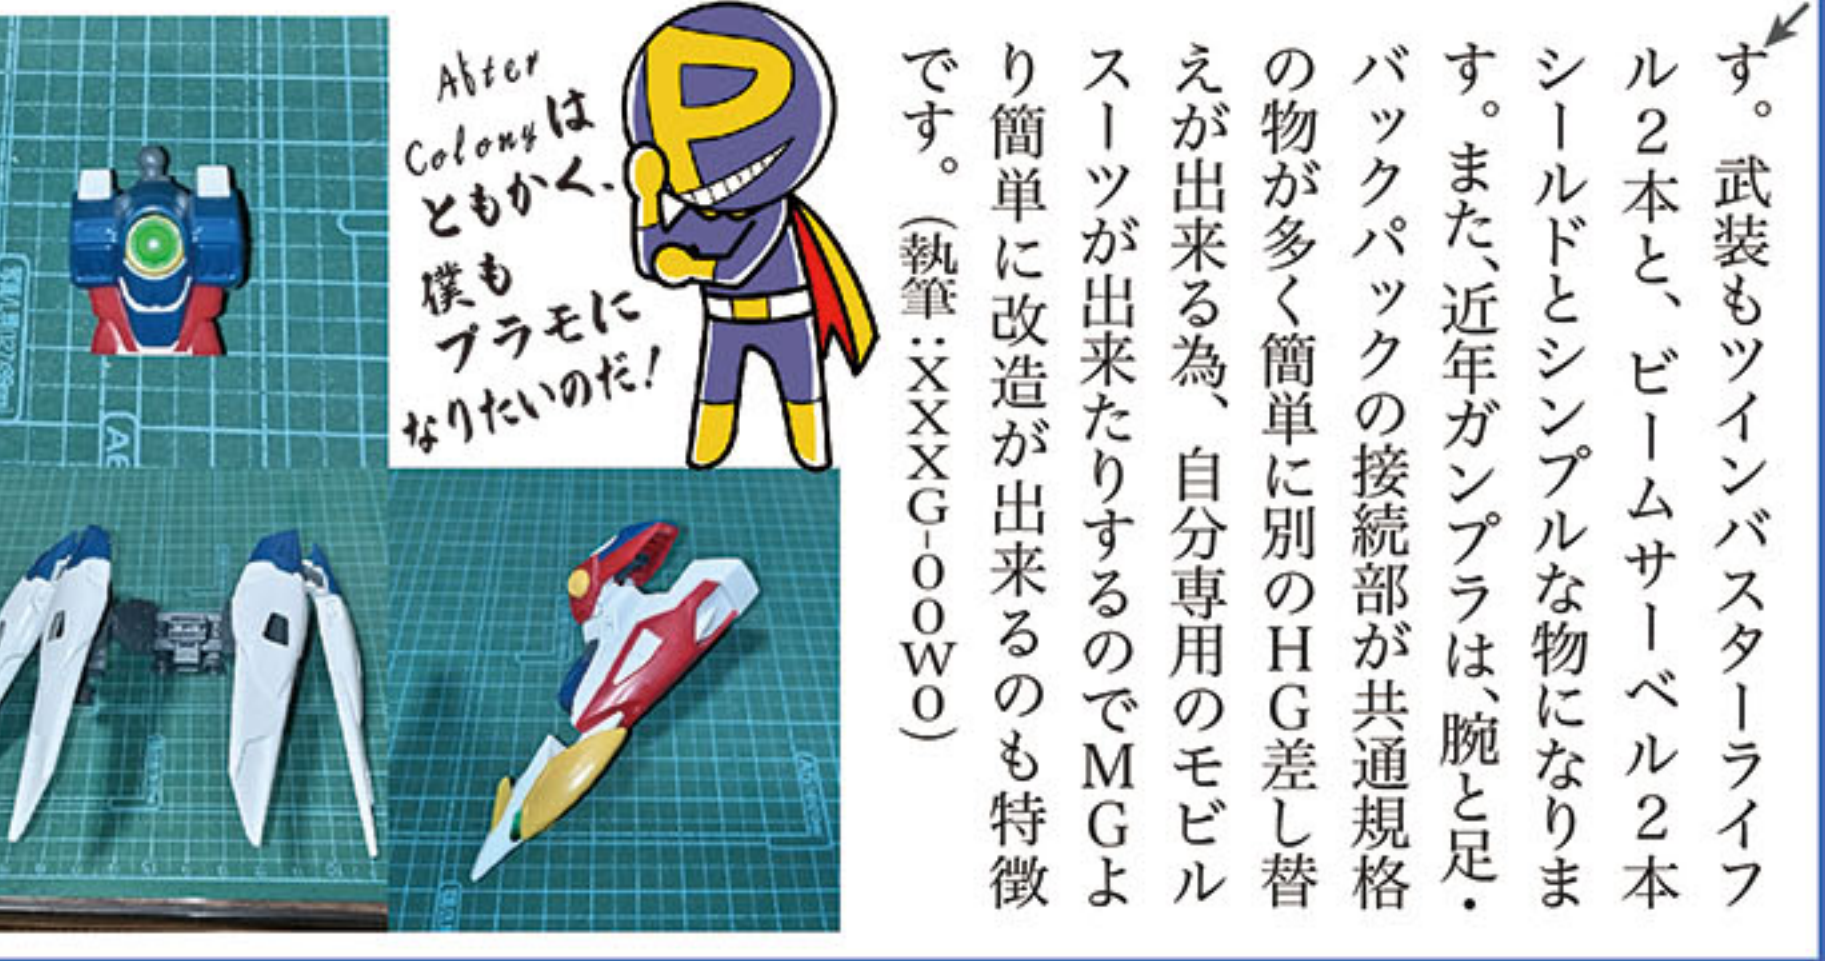 す。武装もツインバスターライフ
ル2本と、ビームサーベル2本
シールドとシンプルな物になりま
す。また、近年ガンプラは、腕と足・
バックパックの接続部が共通規格
の物が多く簡単に別のHG差し替
えが出来る為、自分専用のモビル
スーツが出来たりするのでMGよ
り簡単に改造が出来るのも特徴
です。(執筆:XXXG-00W0)
After
Colonyは
ともかく、
僕も
プラモに
なりたいのだ!
P